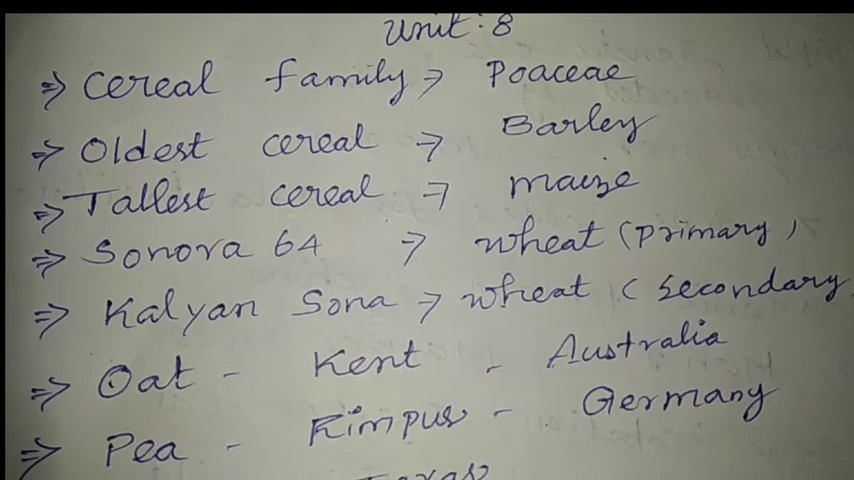 Unit: 8
⇒ Cereal family → Poaceae
⇒ Oldest cereal → Barley
⇒ Tallest cereal → maize
⇒ Sonora 64 → wheat (primary)
⇒ Kalyan Sona → wheat (Secondary
⇒ Oat - Kent - Australia
⇒ Pea - Rimpus - Germany